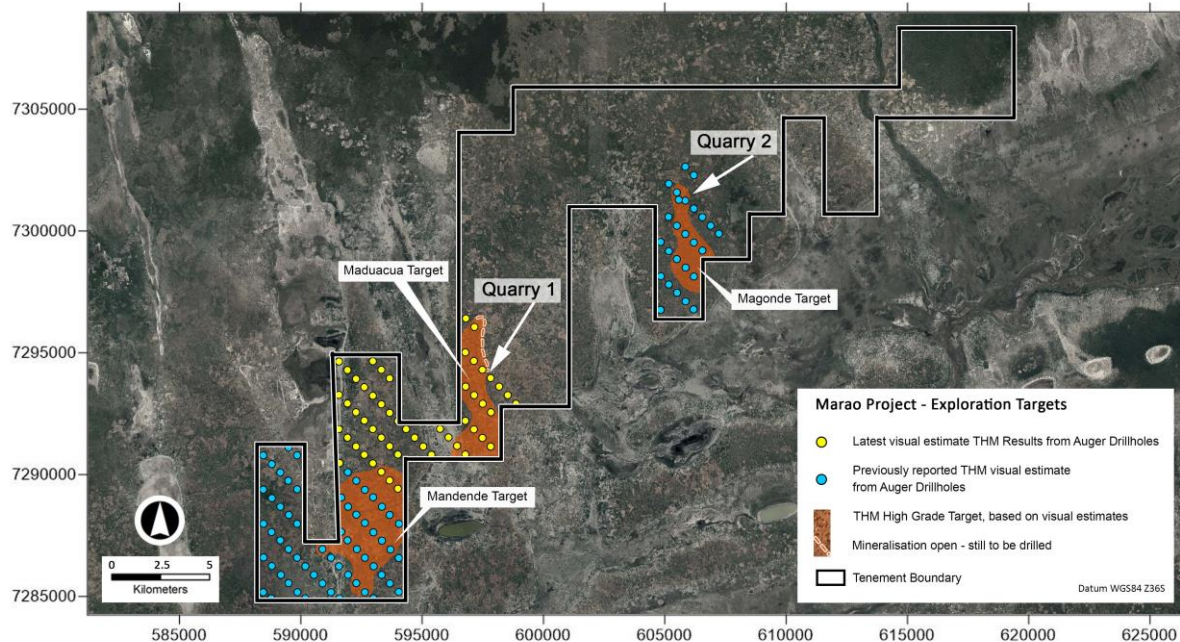 7305000
7300000
7295000
7290000
7285000
Quarry 2
Maduacua Target
Quarry 1
Magonde Target
Mandende Target
0 2.5 5
Kilometers
Marao Project - Exploration Targets
Latest visual estimate THM Results from Auger Drillholes
Previously reported THM visual estimate
from Auger Drillholes
THM High Grade Target, based on visual estimates
Mineralisation open - still to be drilled
Tenement Boundary
Datum WGS84 Z36S
585000 590000 595000 600000 605000 610000 615000 620000 625000